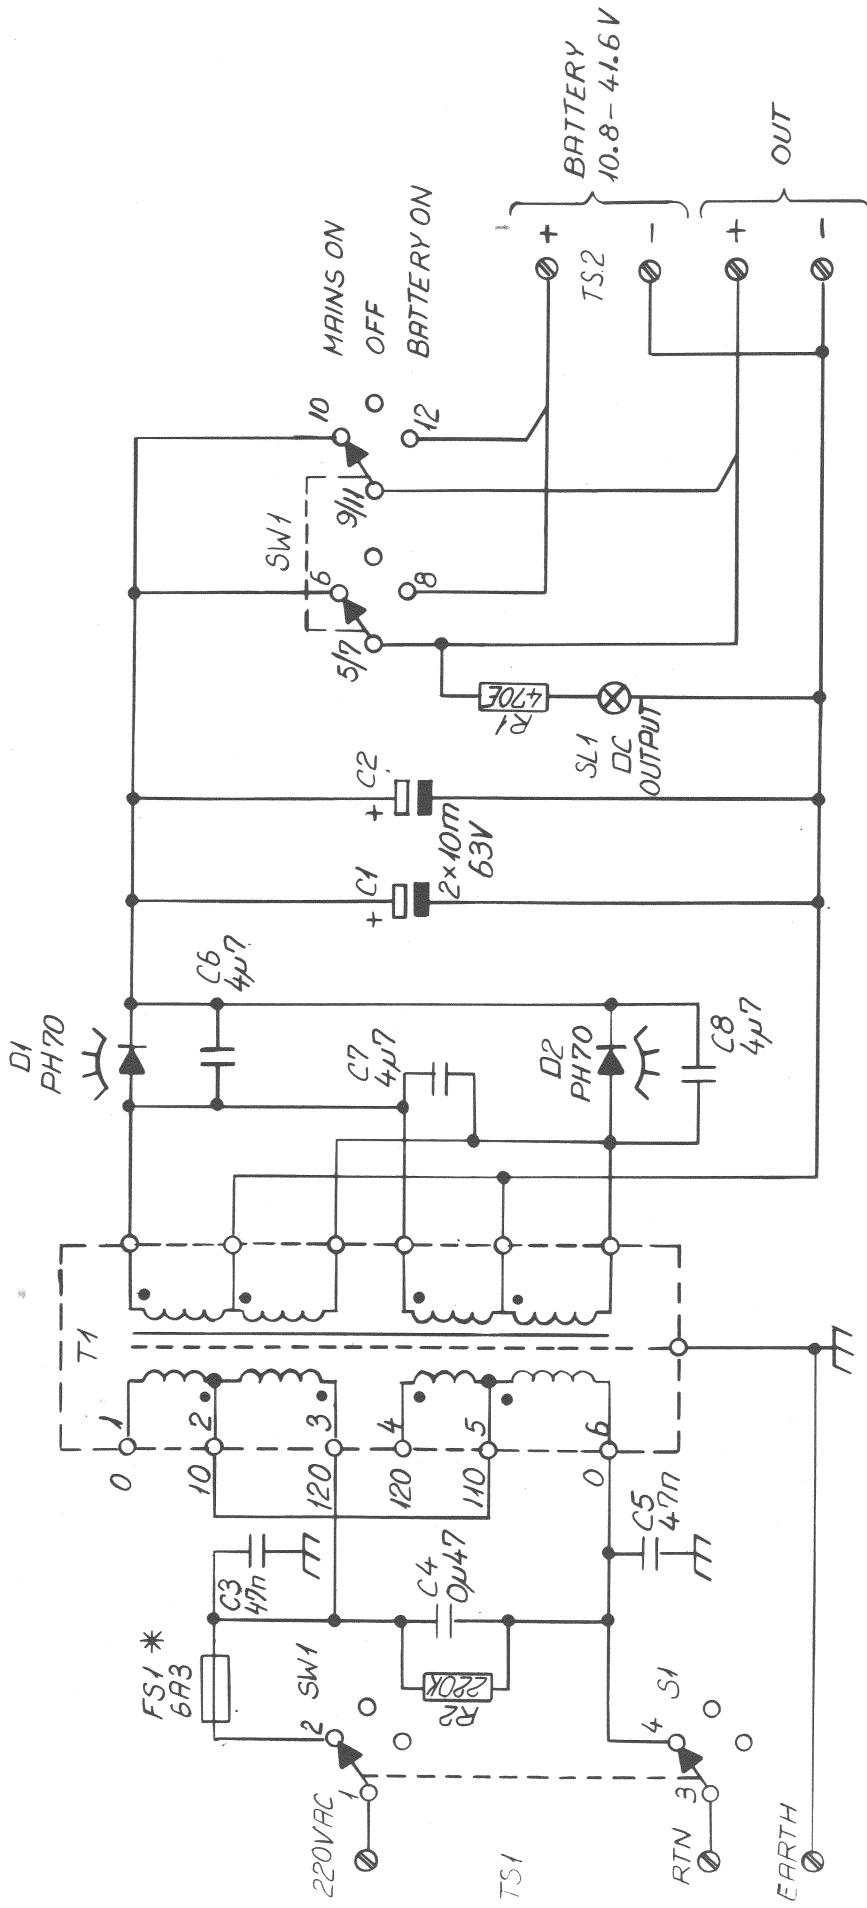 220VAC
TS1
RTN
EARTH
1
2
3
4
SW1
S1
FS1 *
6A3
C3
47n
R2
220K
C4
0µ47
C5
47n
0
10
120
120
110
0
1
2
3
4
5
6
T1
D1
PH70
C6
4µ7
C7
4µ7
D2
PH70
C8
4µ7
+ C1
+ C2
2×10m
63V
R1
470E
SL1
DC
OUTPUT
SW1
5/7
6
8
9/11
10
12
MAINS ON
OFF
BATTERY ON
TS.2
+
-
+
-
BATTERY
10.8 - 41.6V
OUT